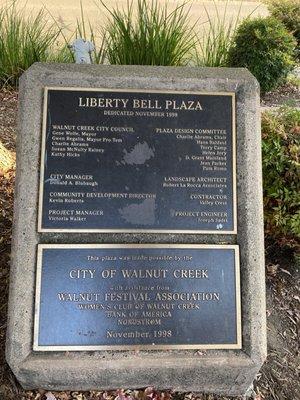 LIBERTY BELL PLAZA
DEDICATED NOVEMBER 1998
WALNUT CREEK CITY COUNCIL
Gene Wolfe, Mayor
Gwen Regalia, Mayor Pro Tem
Charlie Abrams
Susan McNulty Rainey
Kathy Hicks
CITY MANAGER
Donald A. Blubaugh
COMMUNITY DEVELOPMENT DIRECTOR
Kevin Roberts
PROJECT MANAGER
Victoria Walker
PLAZA DESIGN COMMITTEE
Charlie Abrams, Chair
Hans Baldauf
Terry Camp
Helen Jory
D. Grant Mainland
Jean Parker
Pam Romo
LANDSCAPE ARCHITECT
Robert La Rocca Associates
CONTRACTOR
Valley Crest
PROJECT ENGINEER
Joseph
This plaza was made possible by the
CITY OF WALNUT CREEK
with assistance from
WALNUT FESTIVAL ASSOCIATION
WOMEN'S CLUB OF WALNUT CREEK
BANK OF AMERICA
NORDSTROM
November, 1998